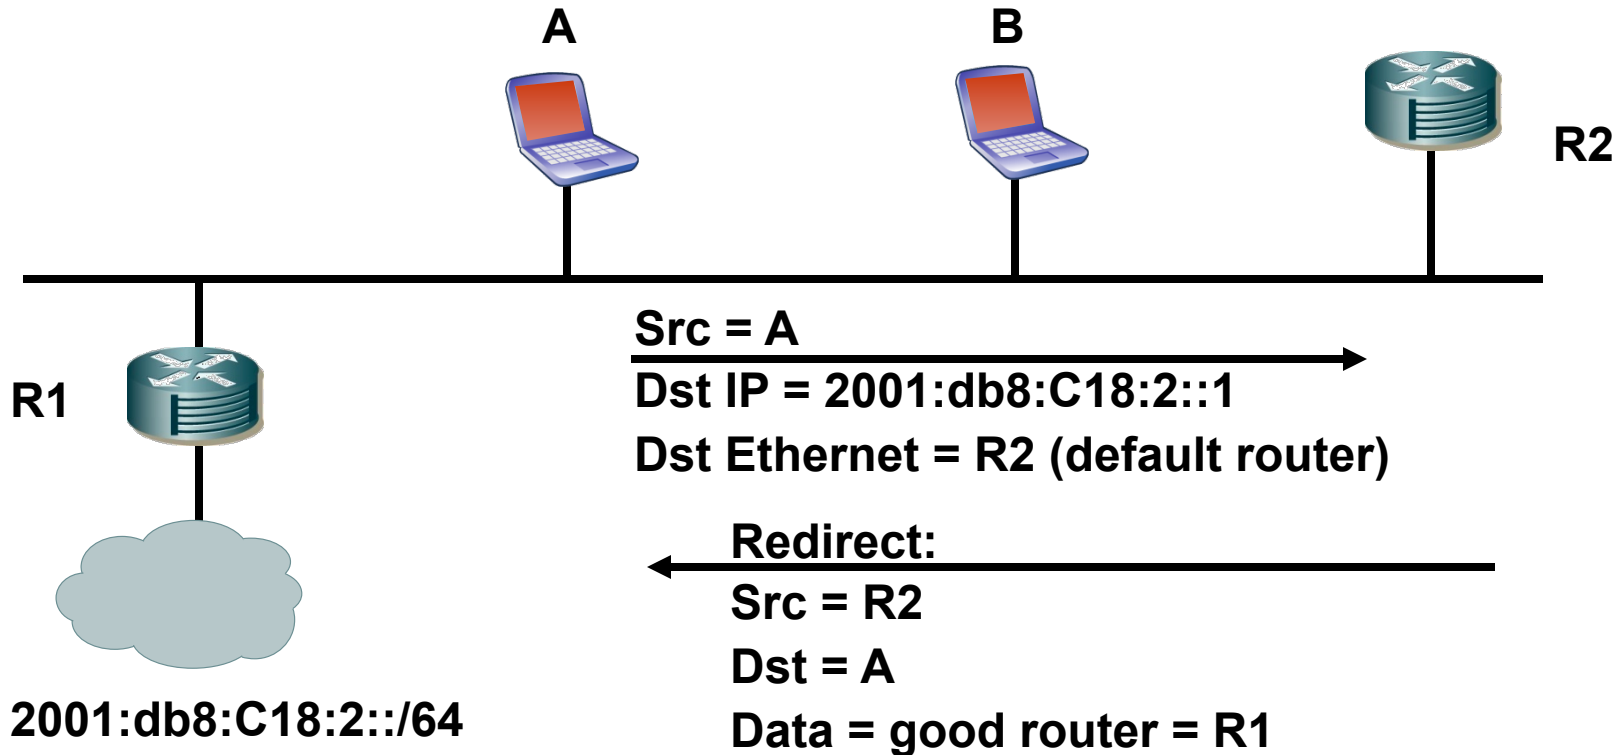 A
B
R2
Src = A
R1
Dst IP = 2001:db8:C18:2::1
Dst Ethernet = R2 (default router)
Redirect:
Src = R2
Dst = A
2001:db8:C18:2::/64
Data = good router = R1